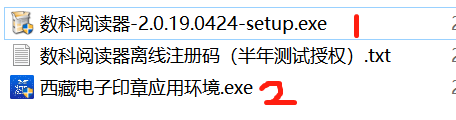 数科阅读器-2.0.19.0424-setup.exe 1
数科阅读器离线注册码（半年测试授权）.txt
西藏电子印章应用环境.exe 2